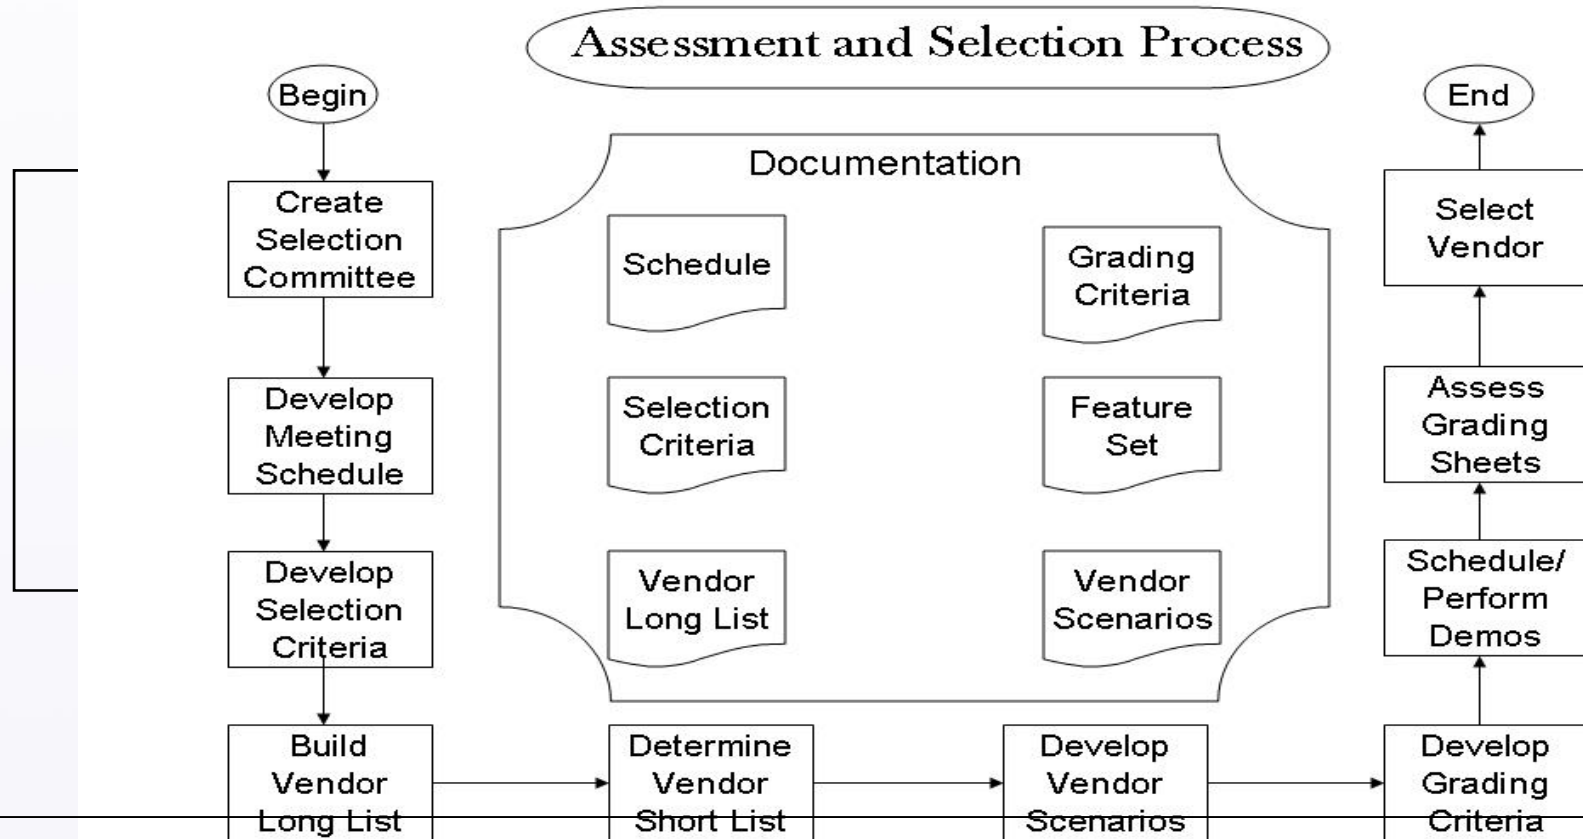 Assessment and Selection Process
Begin
End
Documentation
Create
Selection
Committee
Schedule
Grading
Criteria
Select
Vendor
Develop
Meeting
Schedule
Selection
Criteria
Feature
Set
Assess
Grading
Sheets
Develop
Selection
Criteria
Vendor
Long List
Vendor
Scenarios
Schedule/
Perform
Demos
Build
Vendor
Long List
Determine
Vendor
Short List
Develop
Vendor
Scenarios
Develop
Grading
Criteria